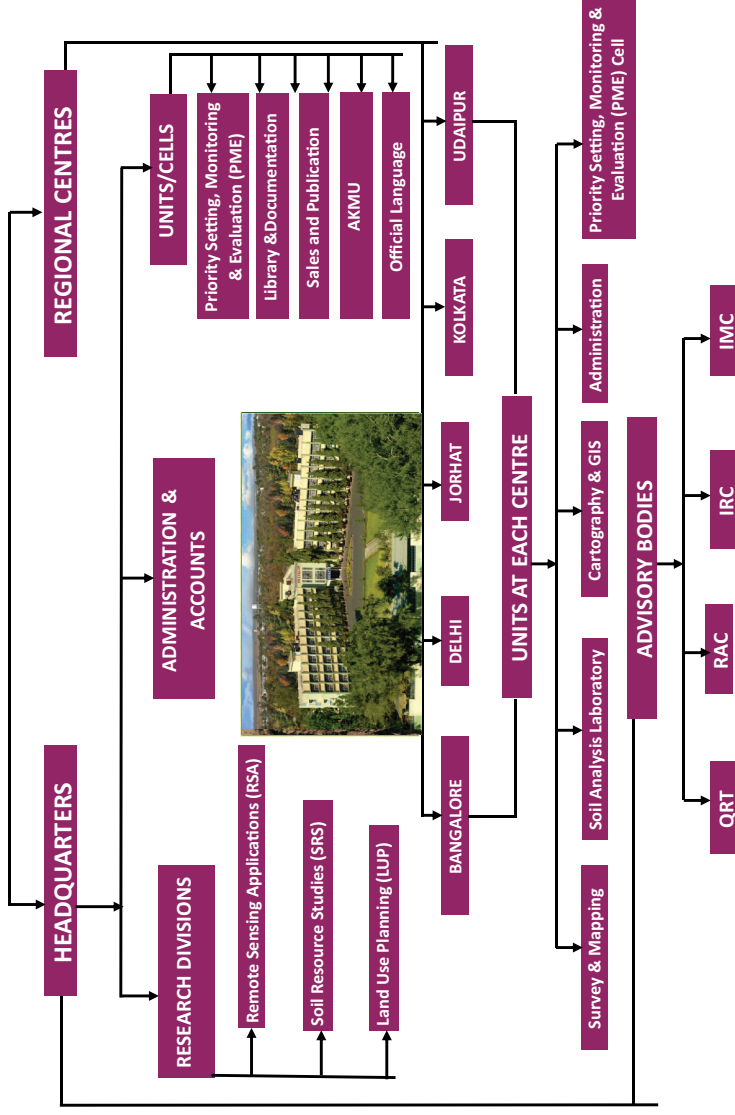 HEADQUARTERS
REGIONAL CENTRES
RESEARCH DIVISIONS
ADMINISTRATION &
ACCOUNTS
UNITS/CELLS
Remote Sensing Applications (RSA)
Soil Resource Studies (SRS)
Land Use Planning (LUP)
Priority Setting, Monitoring
& Evaluation (PME)
Library &Documentation
Sales and Publication
AKMU
Official Language
BANGALORE
DELHI
JORHAT
KOLKATA
UDAIPUR
UNITS AT EACH CENTRE
Survey & Mapping
Soil Analysis Laboratory
Cartography & GIS
Administration
Priority Setting, Monitoring &
Evaluation (PME) Cell
ADVISORY BODIES
QRT
RAC
IRC
IMC